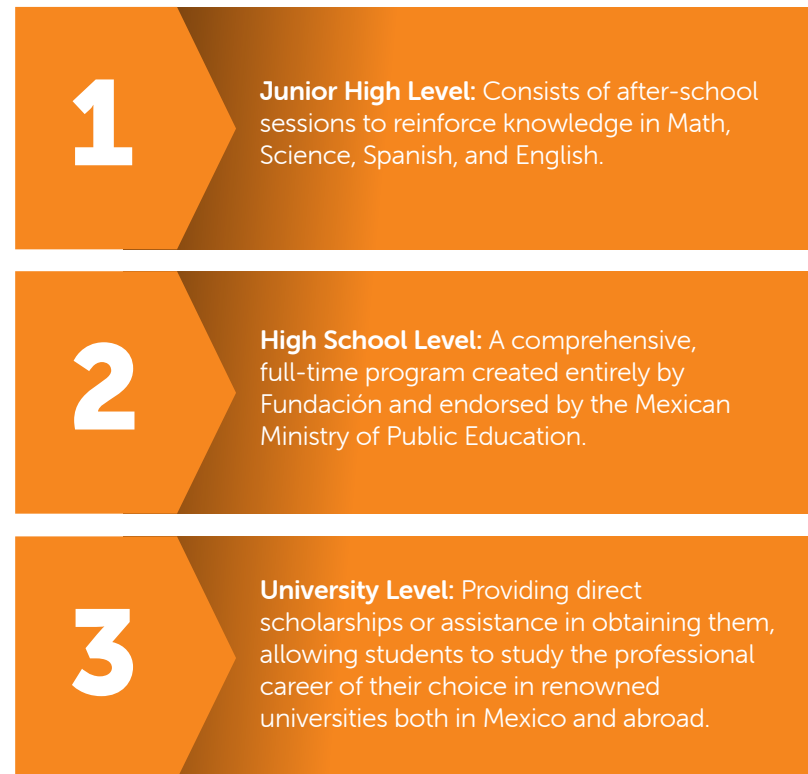 1
Junior High Level: Consists of after-school
sessions to reinforce knowledge in Math,
Science, Spanish, and English.
2
High School Level: A comprehensive,
full-time program created entirely by
Fundación and endorsed by the Mexican
Ministry of Public Education.
3
University Level: Providing direct
scholarships or assistance in obtaining them,
allowing students to study the professional
career of their choice in renowned
universities both in Mexico and abroad.